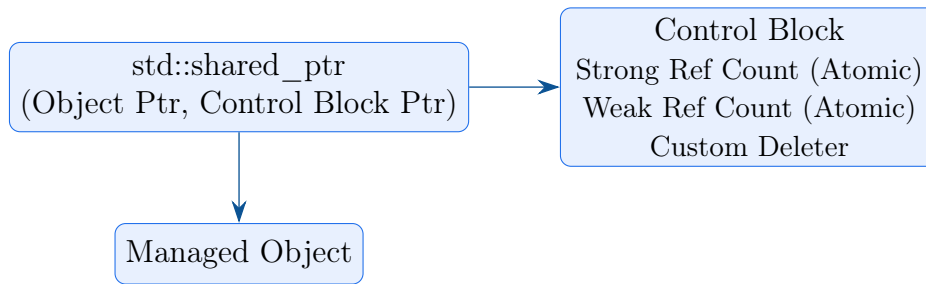 std::shared_ptr
(Object Ptr, Control Block Ptr)
Control Block
Strong Ref Count (Atomic)
Weak Ref Count (Atomic)
Custom Deleter
Managed Object